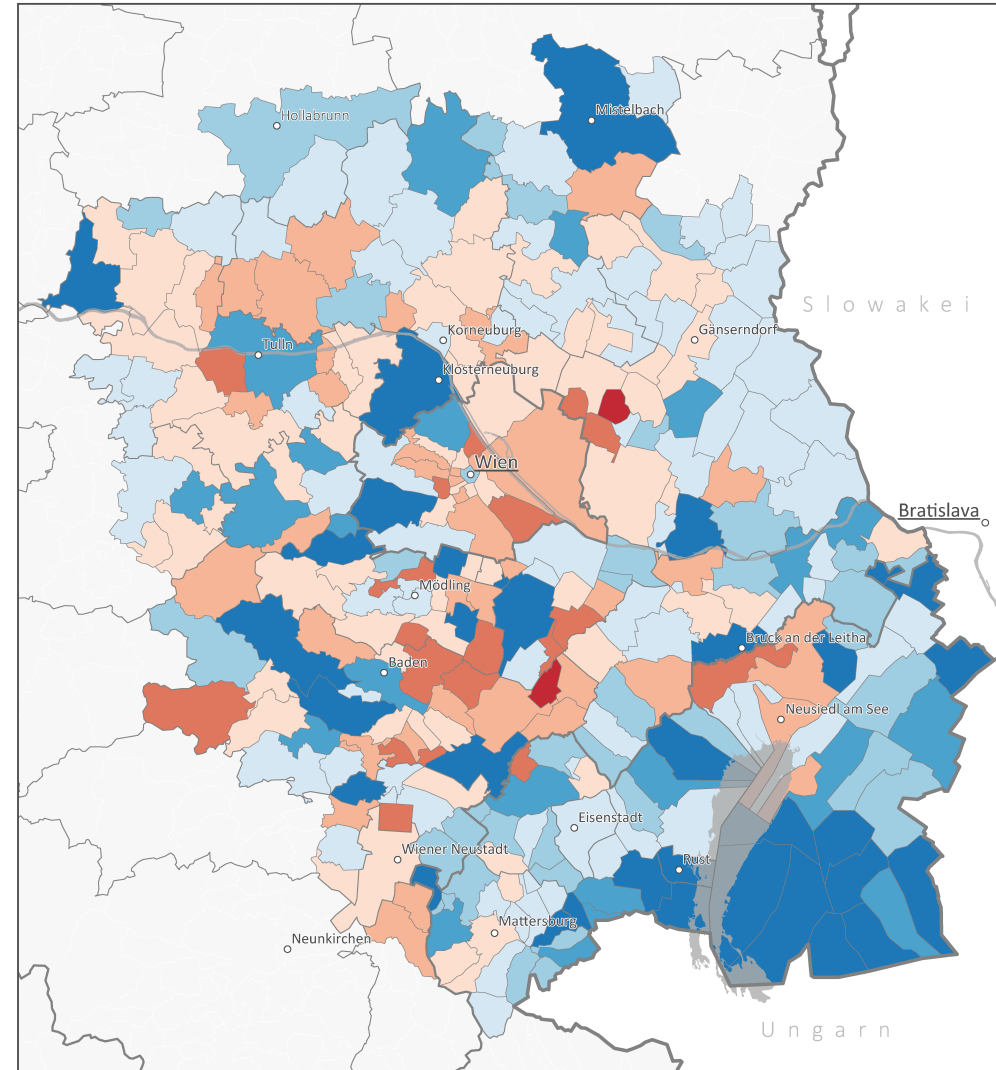 Mistelbach
Hollabrunn
Slowakei
Korneuburg
Gänserndorf
Tulln
Klosterneuburg
Wien
Bratislava
Mödling
Bruck an der Leitha
Baden
Neusiedl am See
Eisenstadt
Wiener Neustadt
Rust
Mattersburg
Neunkirchen
Ungarn